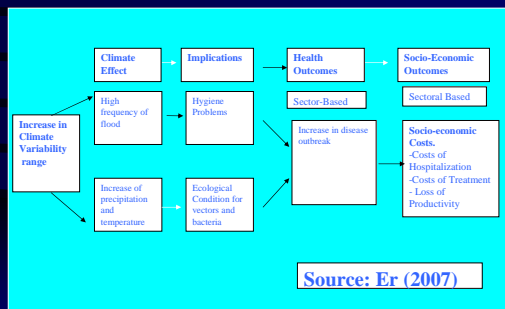 Climate
Effect
Implications
Health
Outcomes
Socio-Economic
Outcomes
High
frequency of
flood
Hygiene
Problems
Sector-Based
Sectoral Based
Increase in
Climate
Variability
range
Increase in disease
outbreak
Socio-economic
Costs.
-Costs of
Hospitalization
-Costs of Treatment
- Loss of
Productivity
Increase of
precipitation
and
temperature
Ecological
Condition for
vectors and
bacteria
Source: Er (2007)